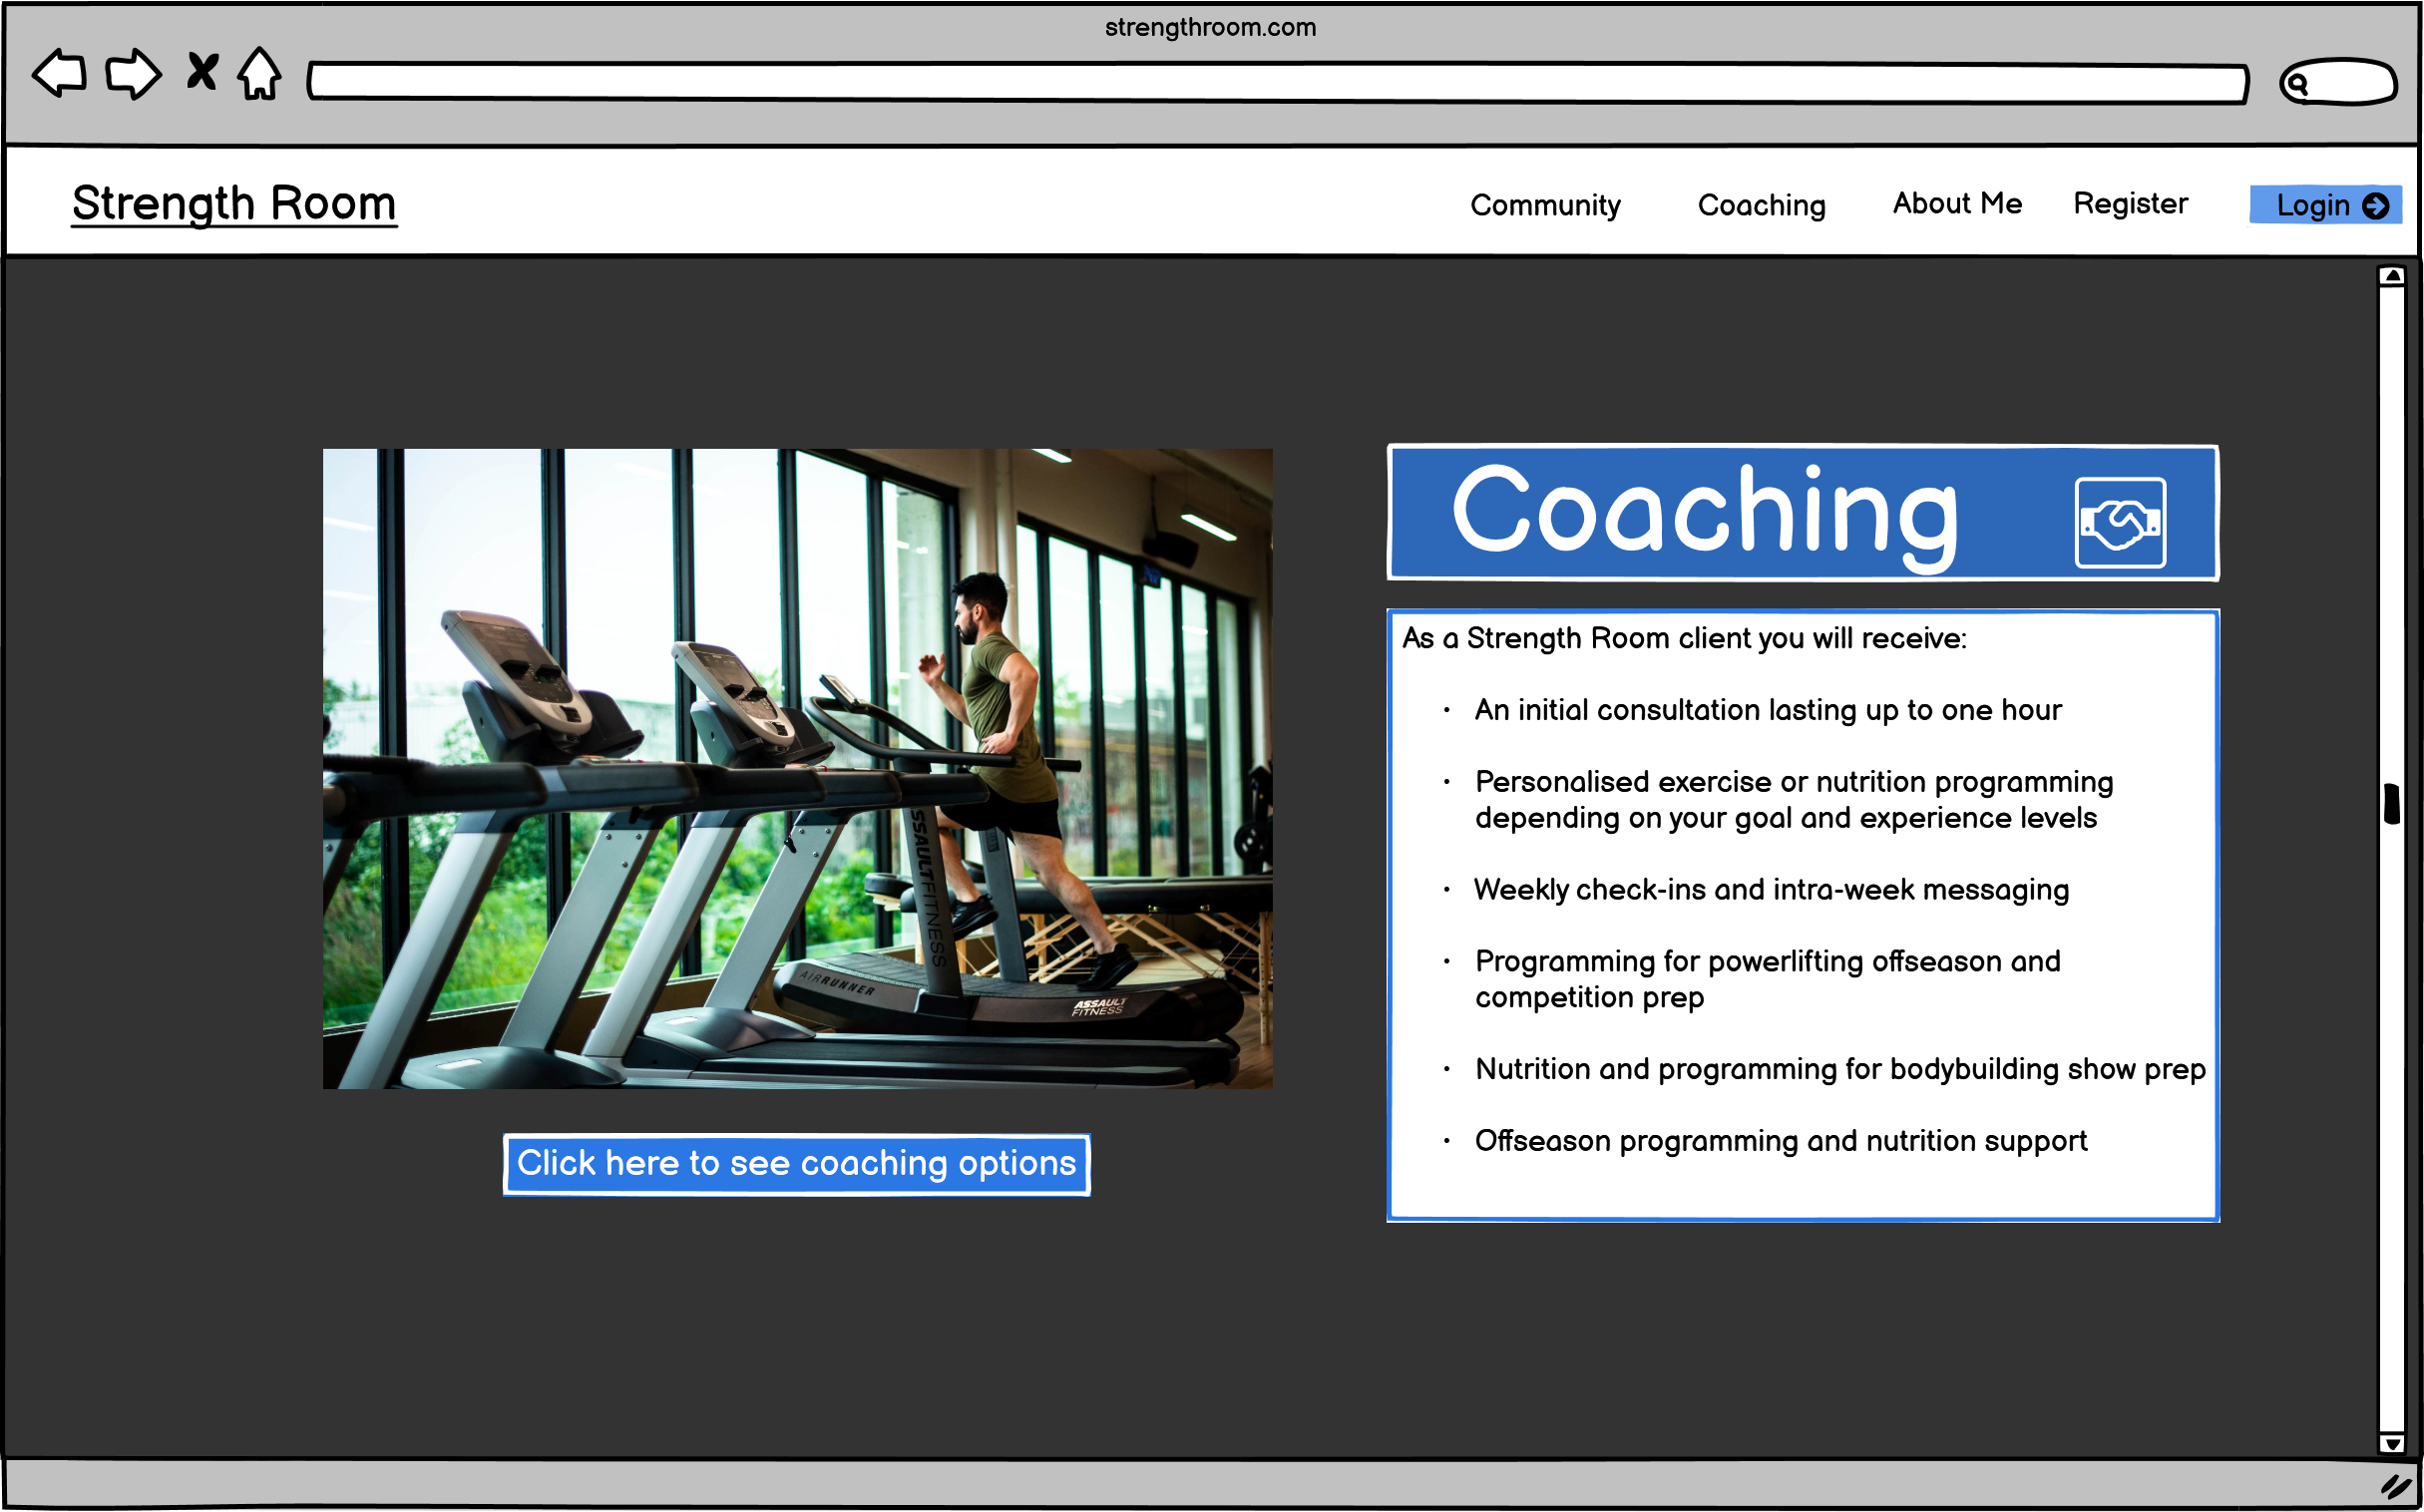 strengthroom.com
Strength Room
Community
Coaching
About Me
Register
Login
Coaching
As a Strength Room client you will receive:
· An initial consultation lasting up to one hour
· Personalised exercise or nutrition programming
depending on your goal and experience levels
· Weekly check-ins and intra-week messaging
· Programming for powerlifting offseason and
competition prep
· Nutrition and programming for bodybuilding show prep
· Offseason programming and nutrition support
SSAULTFITNESS
AIRRUNNER
ASSAULT
FITNESS
Click here to see coaching options